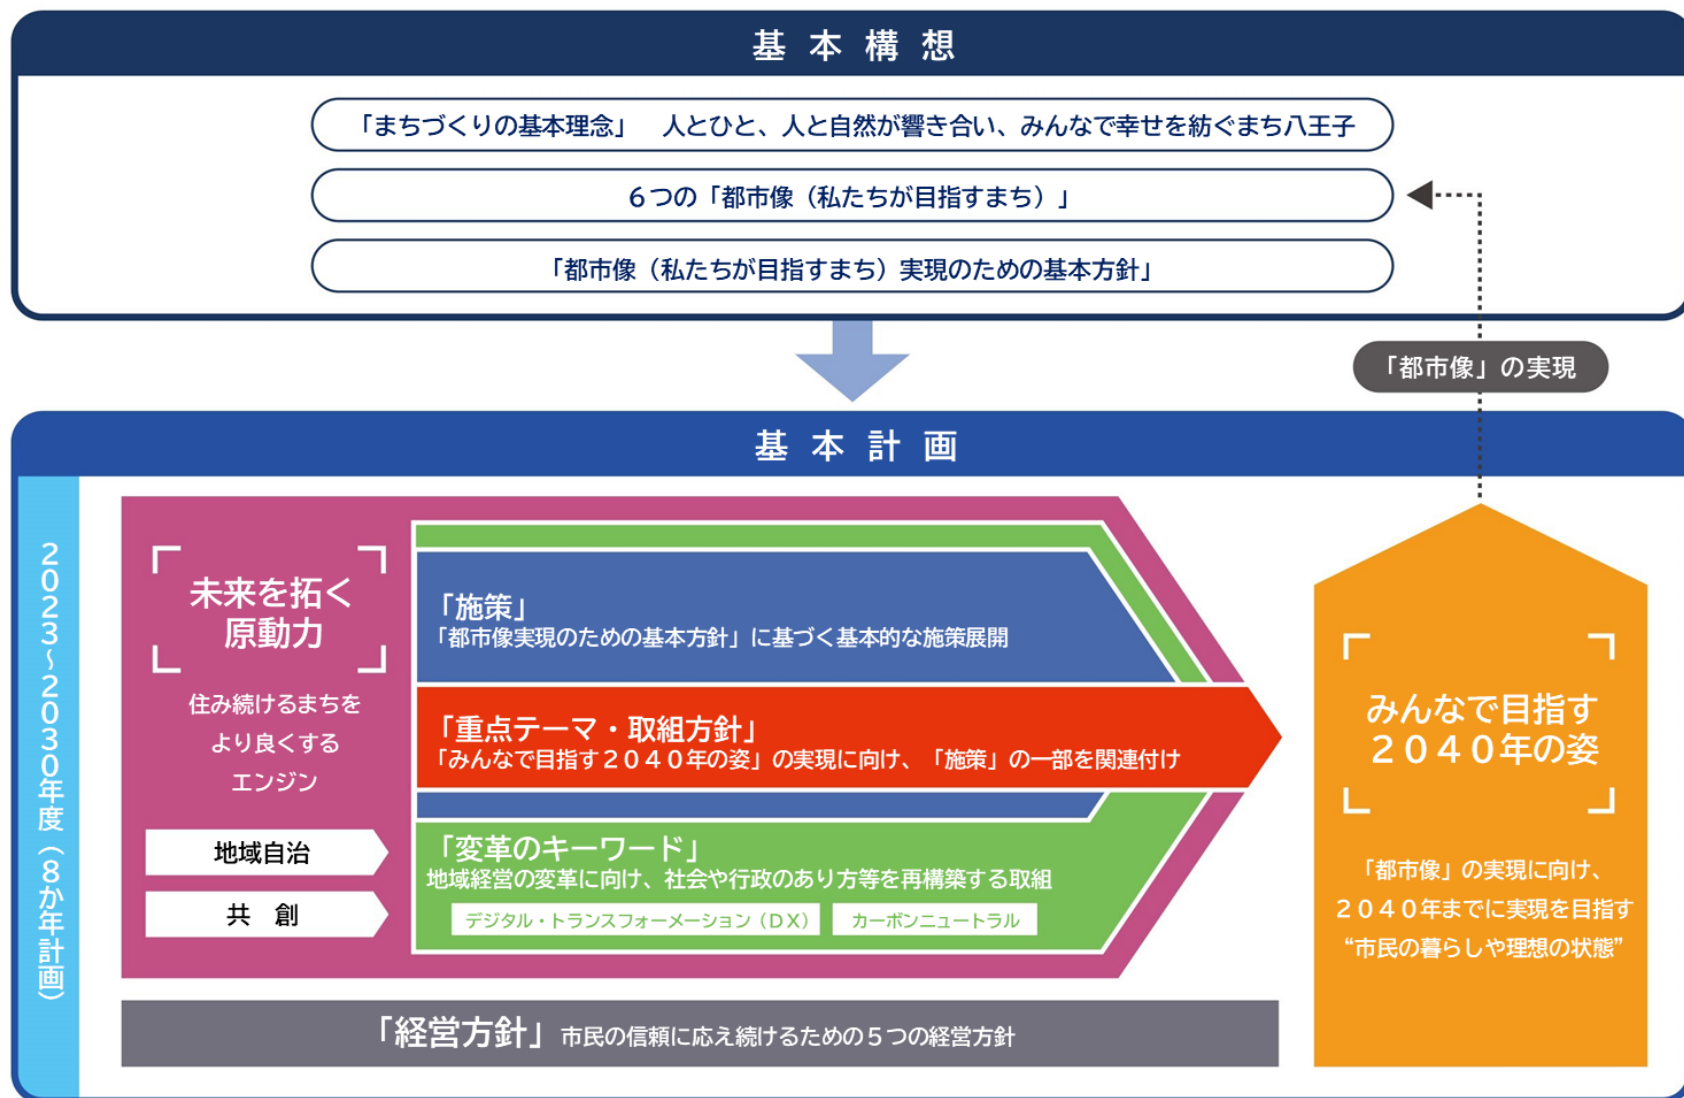 基本構想
「まちづくりの基本理念」　人とひと、人と自然が響き合い、みんなで幸せを紡ぐまち八王子
６つの「都市像（私たちが目指すまち）」
「都市像（私たちが目指すまち）実現のための基本方針」
「都市像」の実現
基本計画
２０２３～２０３０年度（８か年計画）
未来を拓く
原動力
住み続けるまちを
より良くする
エンジン
地域自治
共　創
「施策」
「都市像実現のための基本方針」に基づく基本的な施策展開
「重点テーマ・取組方針」
「みんなで目指す２０４０年の姿」の実現に向け、「施策」の一部を関連付け
「変革のキーワード」
地域経営の変革に向け、社会や行政のあり方等を再構築する取組
デジタル・トランスフォーメーション（ＤＸ）
カーボンニュートラル
「経営方針」市民の信頼に応え続けるための５つの経営方針
みんなで目指す
２０４０年の姿
「都市像」の実現に向け、
２０４０年までに実現を目指す
“市民の暮らしや理想の状態”